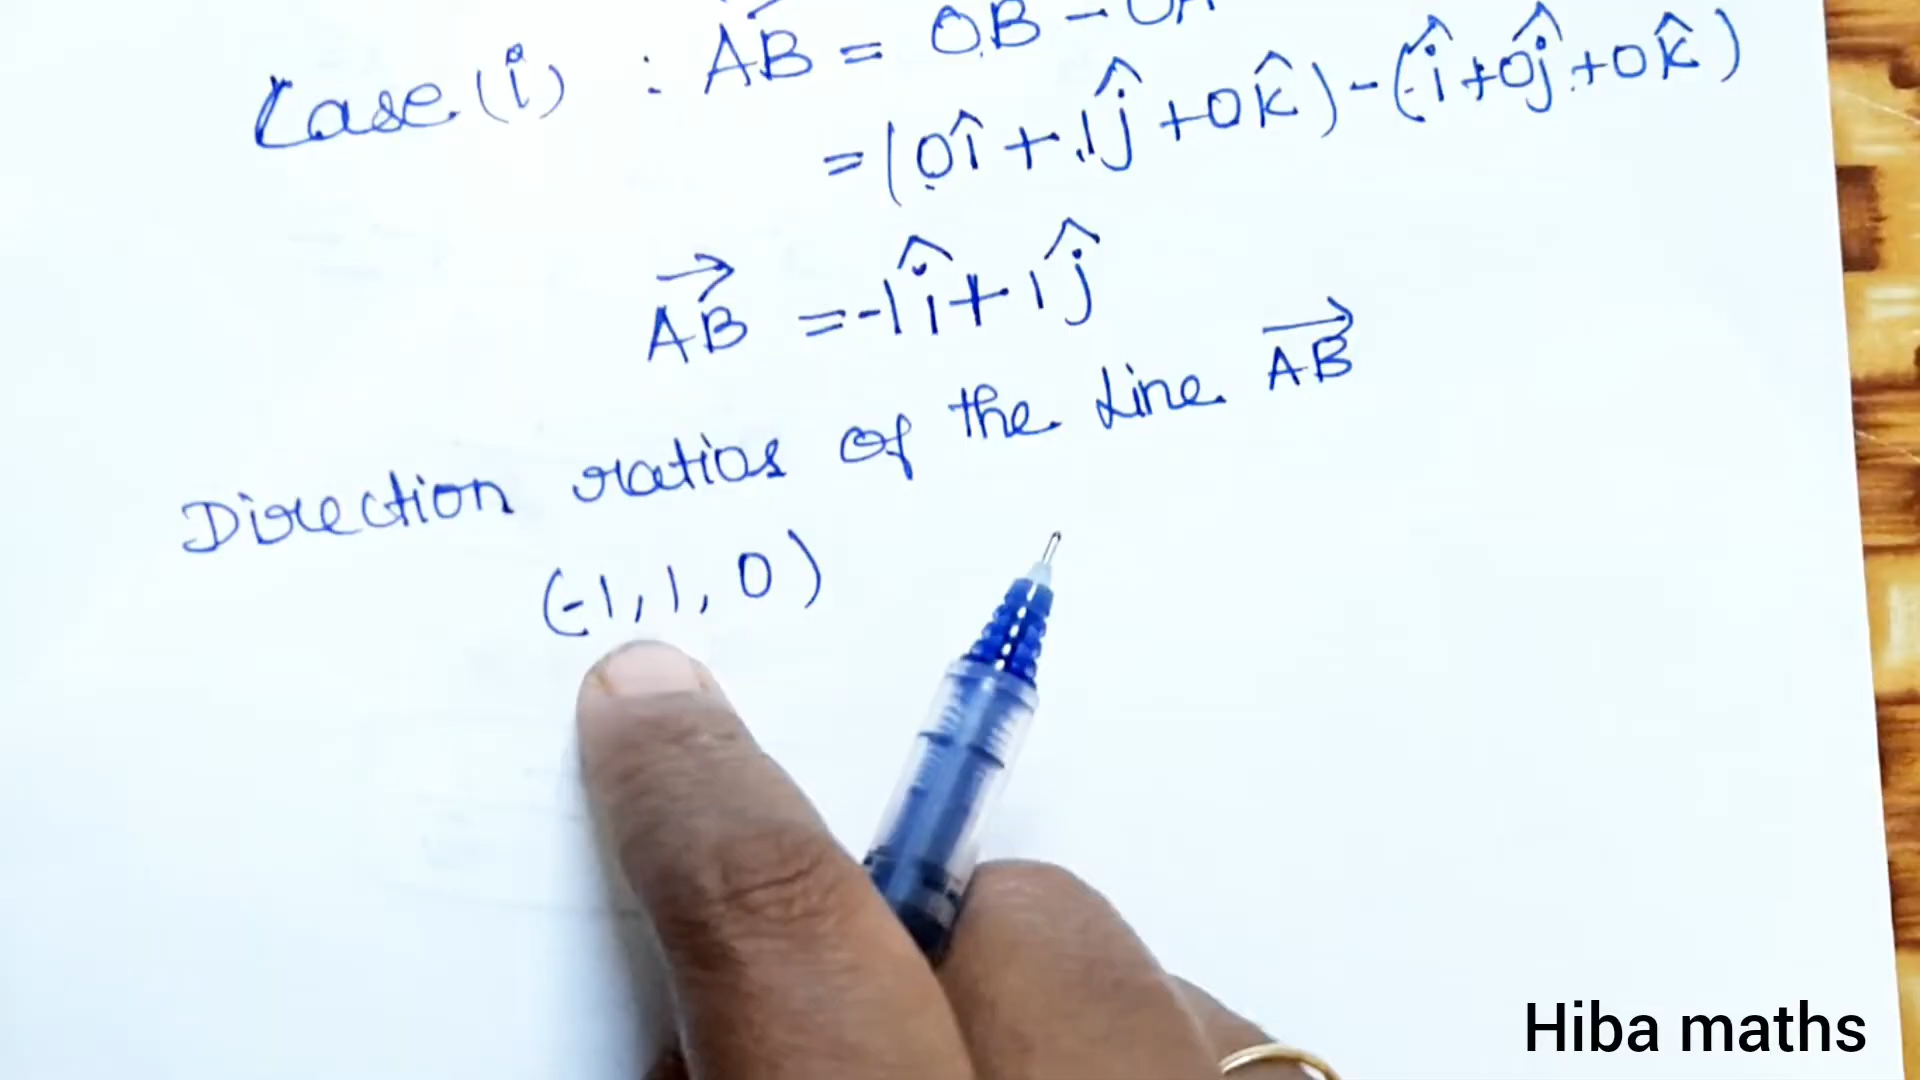 Case (i) : AB = OB - OA
= (0î + 1ĵ + 0k̂) - (î + 0ĵ + 0k̂)
→AB = -1î + 1ĵ
Direction ratios of the Line →AB
(-1, 1, 0)
Hiba maths